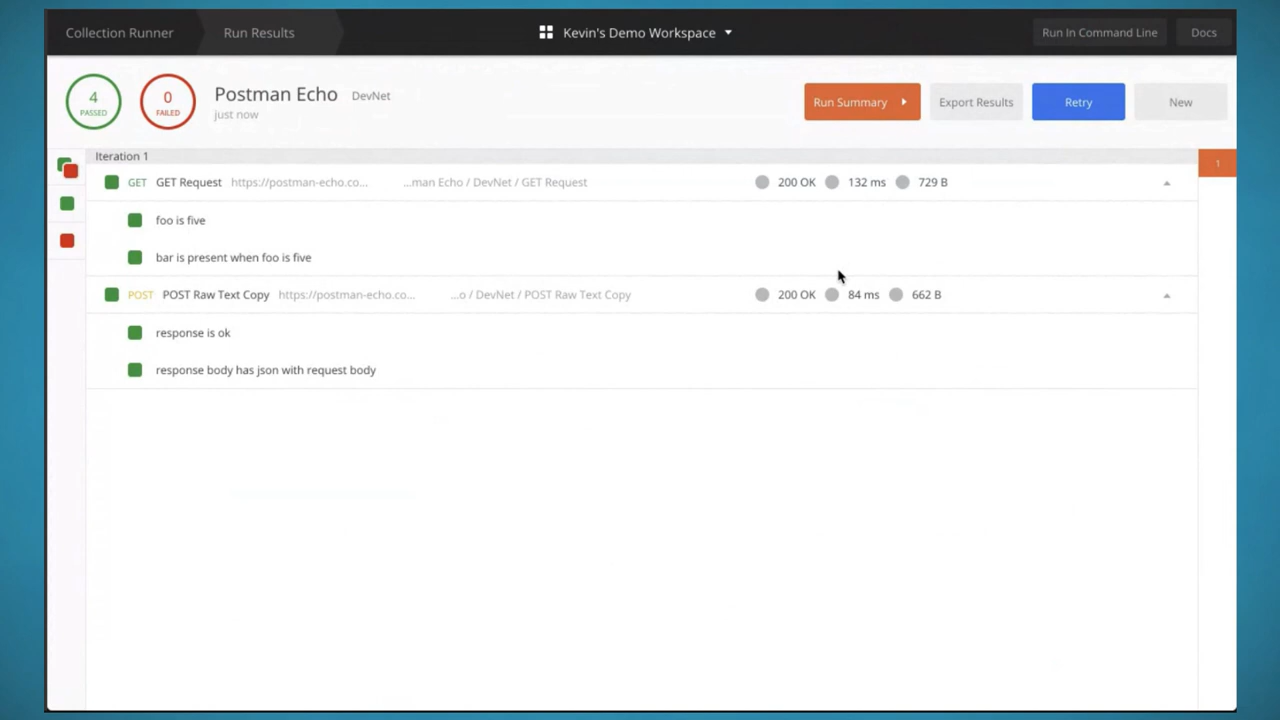 Collection Runner Run Results Kevin's Demo Workspace Run In Command Line Docs
4 PASSED 0 FAILED Postman Echo DevNet just now Run Summary Export Results Retry New
Iteration 1 1
GET GET Request https://postman-echo.co... ...man Echo / DevNet / GET Request 200 OK 132 ms 729 B
foo is five
bar is present when foo is five
POST POST Raw Text Copy https://postman-echo.co... ...o / DevNet / POST Raw Text Copy 200 OK 84 ms 662 B
response is ok
response body has json with request body